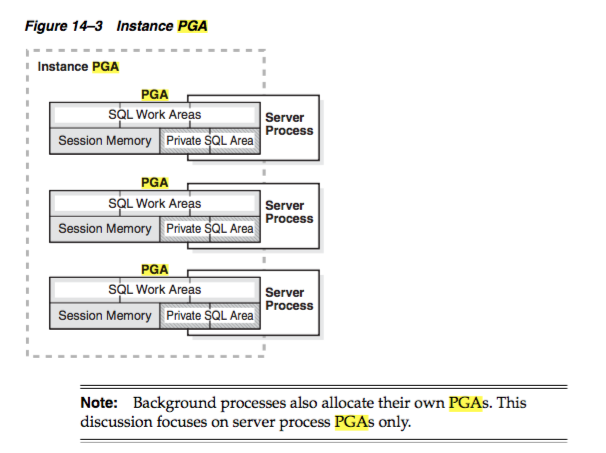 Figure 14–3 Instance PGA
Instance PGA
PGA
SQL Work Areas
Session Memory
Private SQL Area
Server
Process
PGA
SQL Work Areas
Session Memory
Private SQL Area
Server
Process
PGA
SQL Work Areas
Session Memory
Private SQL Area
Server
Process
Note: Background processes also allocate their own PGAs. This
discussion focuses on server process PGAs only.